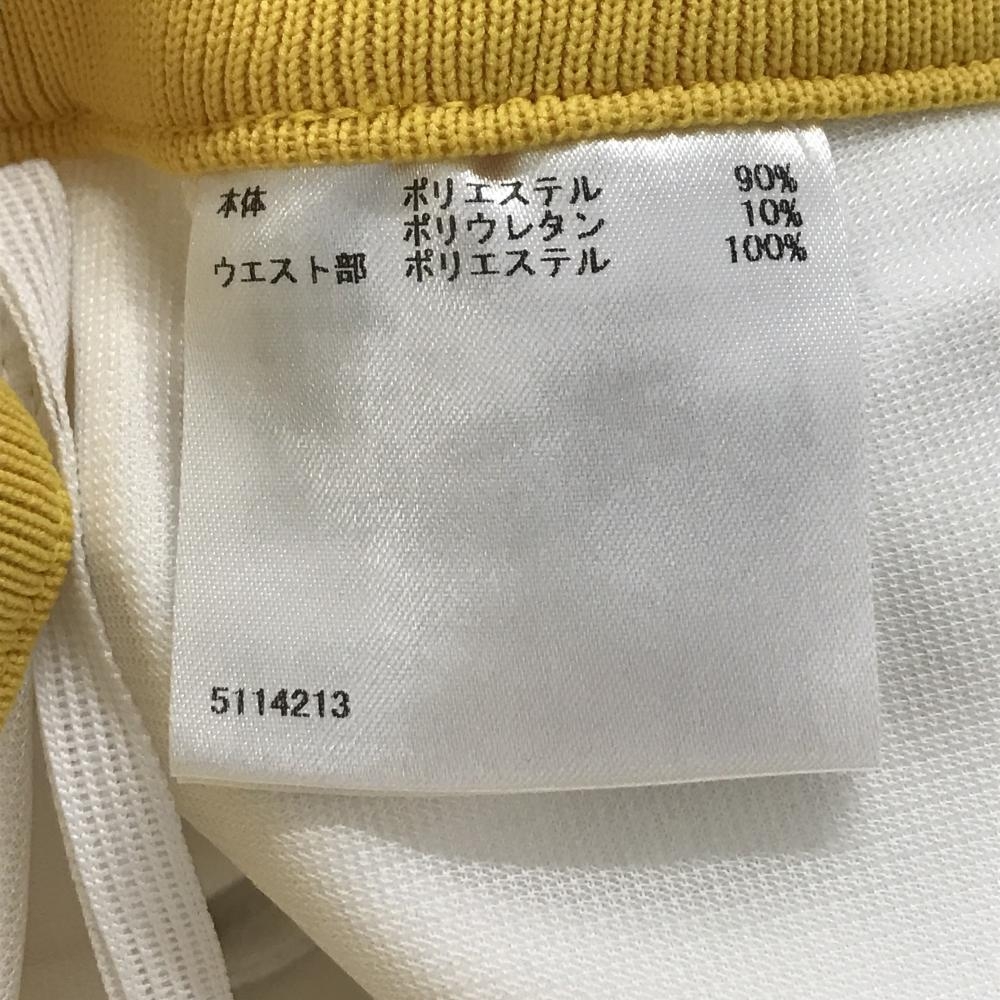 本体 ポリエステル 90%
ポリウレタン 10%
ウエスト部 ポリエステル 100%
5114213